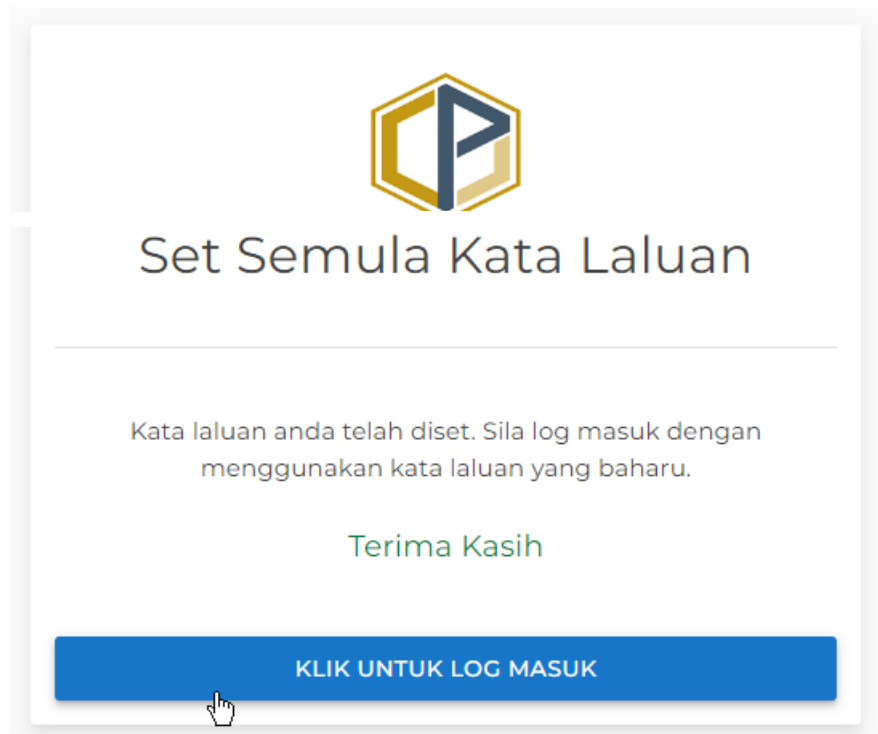 Set Semula Kata Laluan
Kata laluan anda telah diset. Sila log masuk dengan
menggunakan kata laluan yang baharu.
Terima Kasih
KLIK UNTUK LOG MASUK